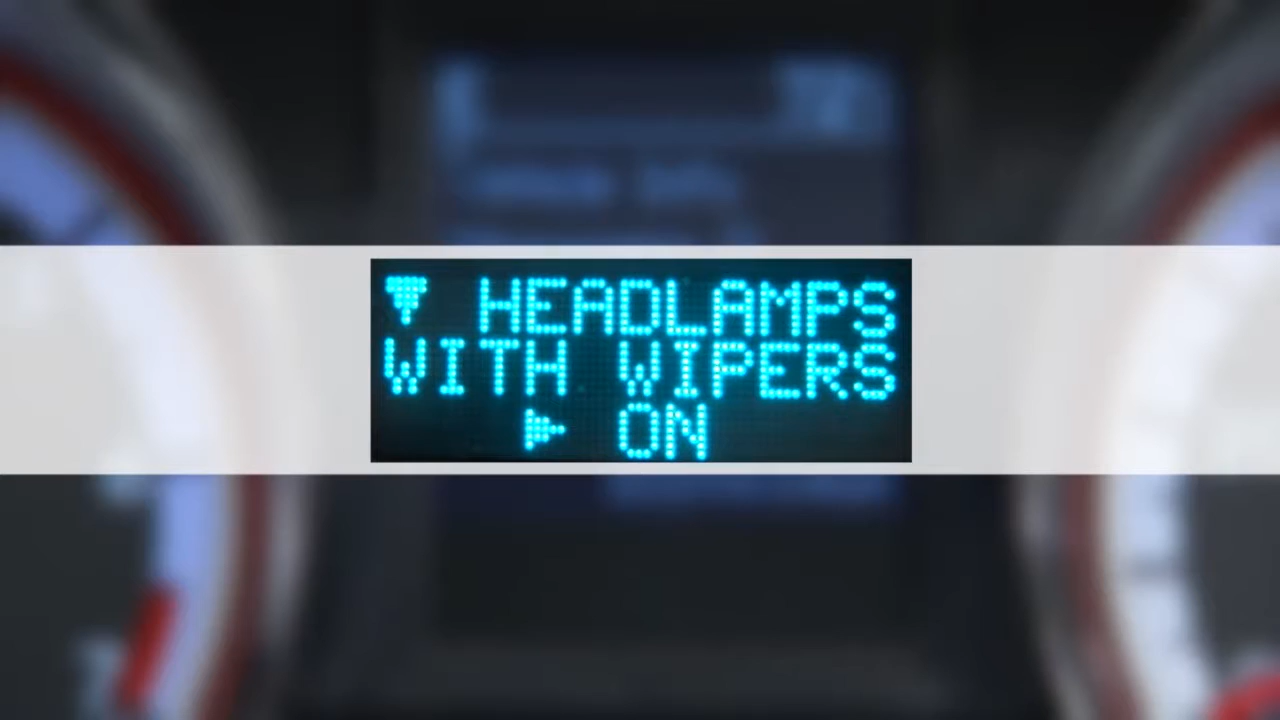 ▼ HEADLAMPS
WITH WIPERS
► ON